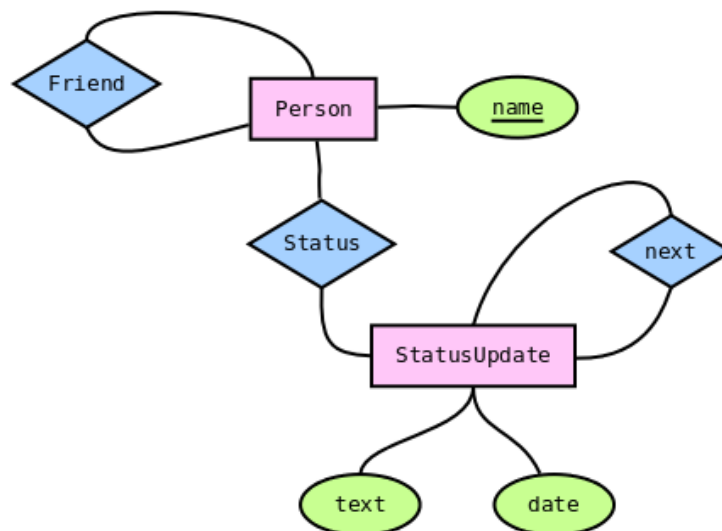 Friend
Person
name
Status
next
StatusUpdate
text
date